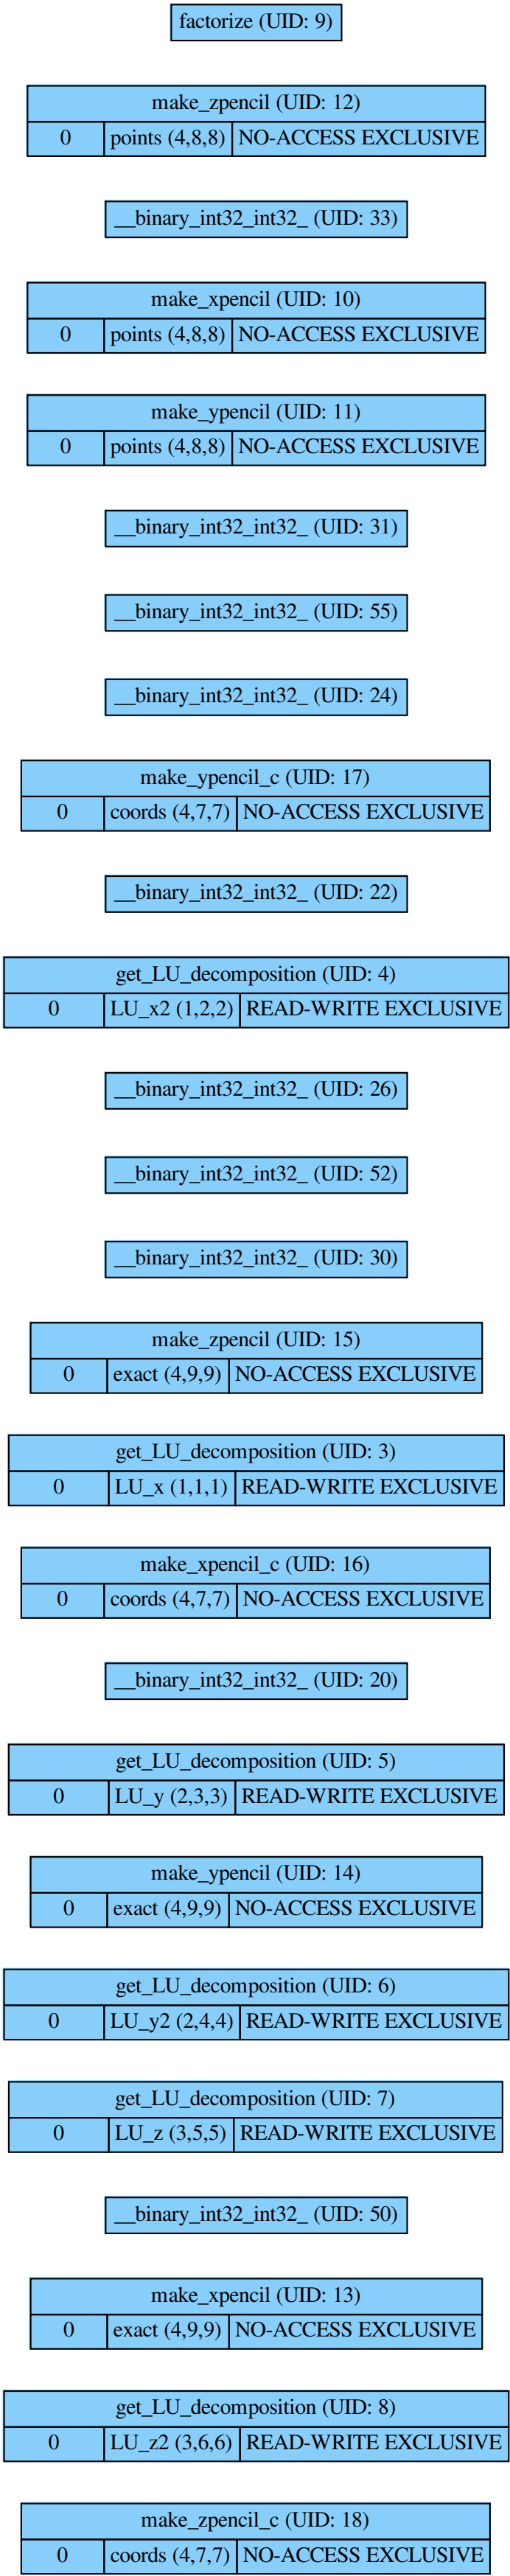 factorize (UID: 9)
make_zpencil (UID: 12)
0 points (4,8,8) NO-ACCESS EXCLUSIVE
__binary_int32_int32_ (UID: 33)
make_xpencil (UID: 10)
0 points (4,8,8) NO-ACCESS EXCLUSIVE
make_ypencil (UID: 11)
0 points (4,8,8) NO-ACCESS EXCLUSIVE
__binary_int32_int32_ (UID: 31)
__binary_int32_int32_ (UID: 55)
__binary_int32_int32_ (UID: 24)
make_ypencil_c (UID: 17)
0 coords (4,7,7) NO-ACCESS EXCLUSIVE
__binary_int32_int32_ (UID: 22)
get_LU_decomposition (UID: 4)
0 LU_x2 (1,2,2) READ-WRITE EXCLUSIVE
__binary_int32_int32_ (UID: 26)
__binary_int32_int32_ (UID: 52)
__binary_int32_int32_ (UID: 30)
make_zpencil (UID: 15)
0 exact (4,9,9) NO-ACCESS EXCLUSIVE
get_LU_decomposition (UID: 3)
0 LU_x (1,1,1) READ-WRITE EXCLUSIVE
make_xpencil_c (UID: 16)
0 coords (4,7,7) NO-ACCESS EXCLUSIVE
__binary_int32_int32_ (UID: 20)
get_LU_decomposition (UID: 5)
0 LU_y (2,3,3) READ-WRITE EXCLUSIVE
make_ypencil (UID: 14)
0 exact (4,9,9) NO-ACCESS EXCLUSIVE
get_LU_decomposition (UID: 6)
0 LU_y2 (2,4,4) READ-WRITE EXCLUSIVE
get_LU_decomposition (UID: 7)
0 LU_z (3,5,5) READ-WRITE EXCLUSIVE
__binary_int32_int32_ (UID: 50)
make_xpencil (UID: 13)
0 exact (4,9,9) NO-ACCESS EXCLUSIVE
get_LU_decomposition (UID: 8)
0 LU_z2 (3,6,6) READ-WRITE EXCLUSIVE
make_zpencil_c (UID: 18)
0 coords (4,7,7) NO-ACCESS EXCLUSIVE